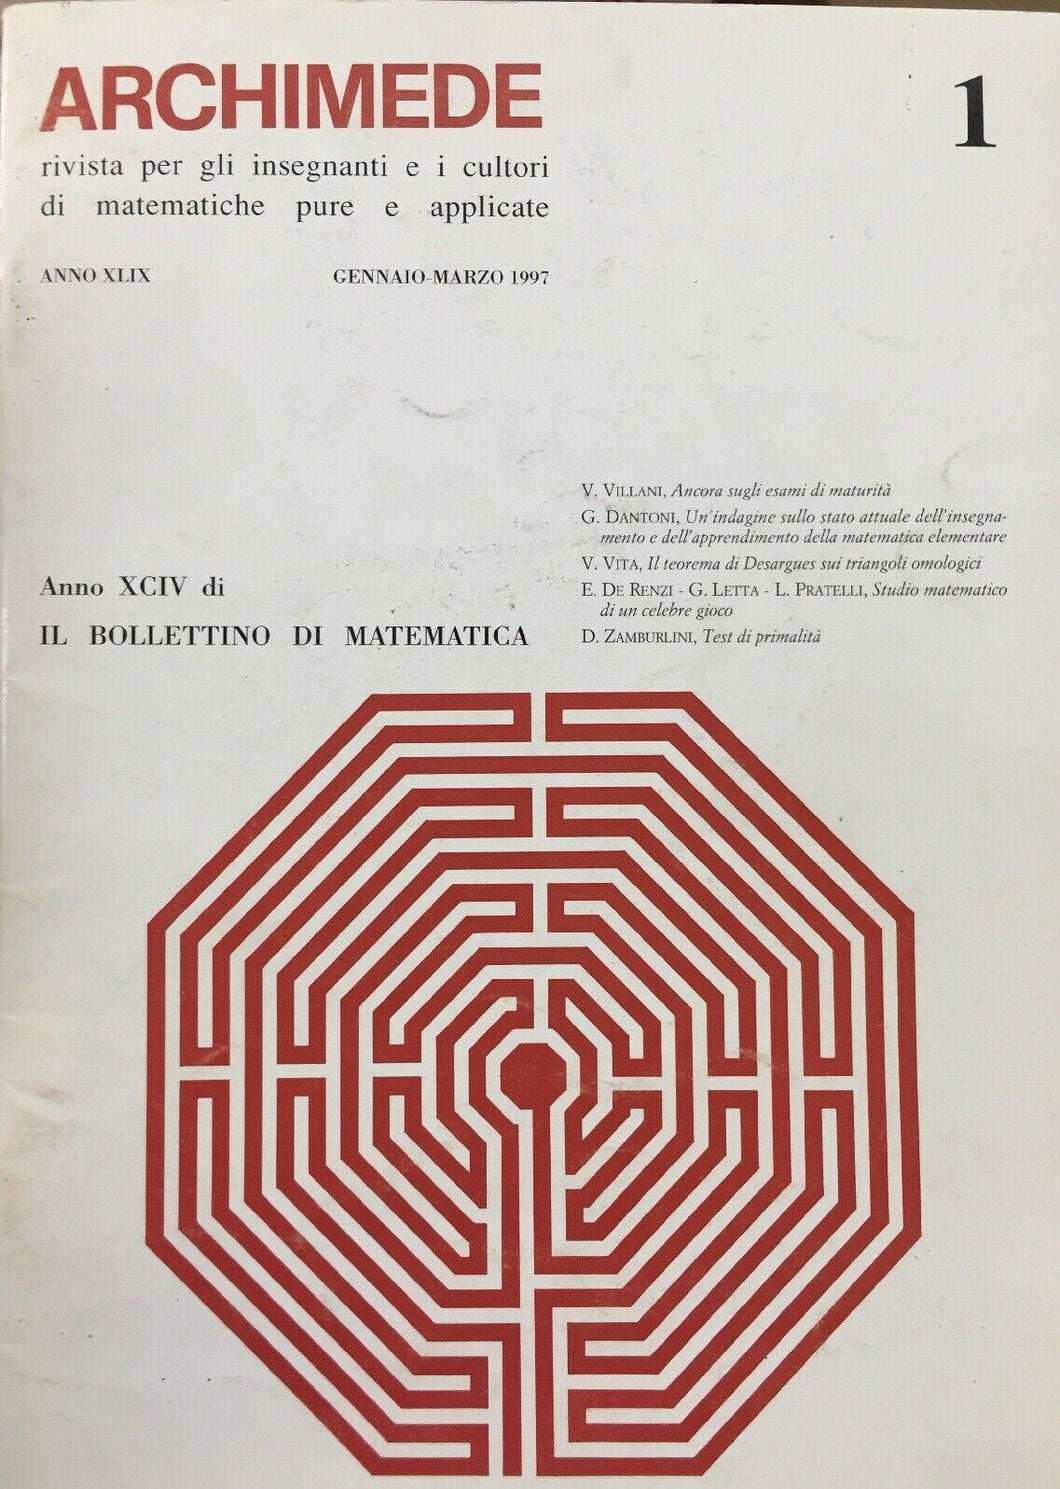 ARCHIMEDE
1
rivista per gli insegnanti e i cultori
di matematiche pure e applicate
ANNO XLIX GENNAIO-MARZO 1997
V. VILLANI, Ancora sugli esami di maturità
G. DANTONI, Un'indagine sullo stato attuale dell'insegna-
mento e dell'apprendimento della matematica elementare
V. VITA, Il teorema di Desargues sui triangoli omologici
E. DE RENZI - G. LETTA - L. PRATELLI, Studio matematico
di un celebre gioco
D. ZAMBURLINI, Test di primalità
Anno XCIV di
IL BOLLETTINO DI MATEMATICA